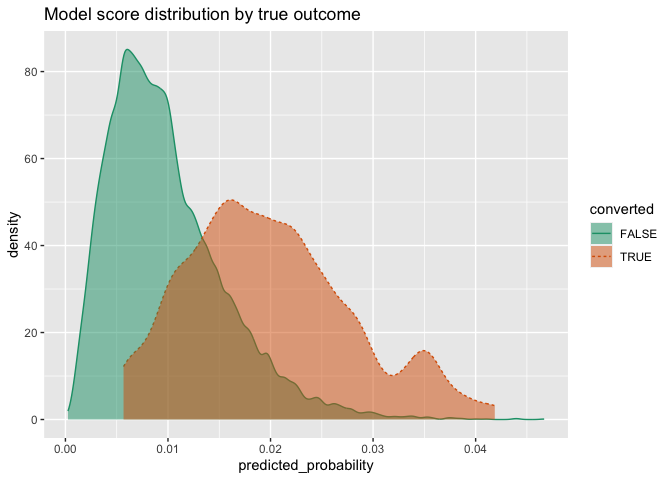 Model score distribution by true outcome
density
80
60
40
20
0
0.00 0.01 0.02 0.03 0.04
predicted_probability
converted
FALSE
TRUE